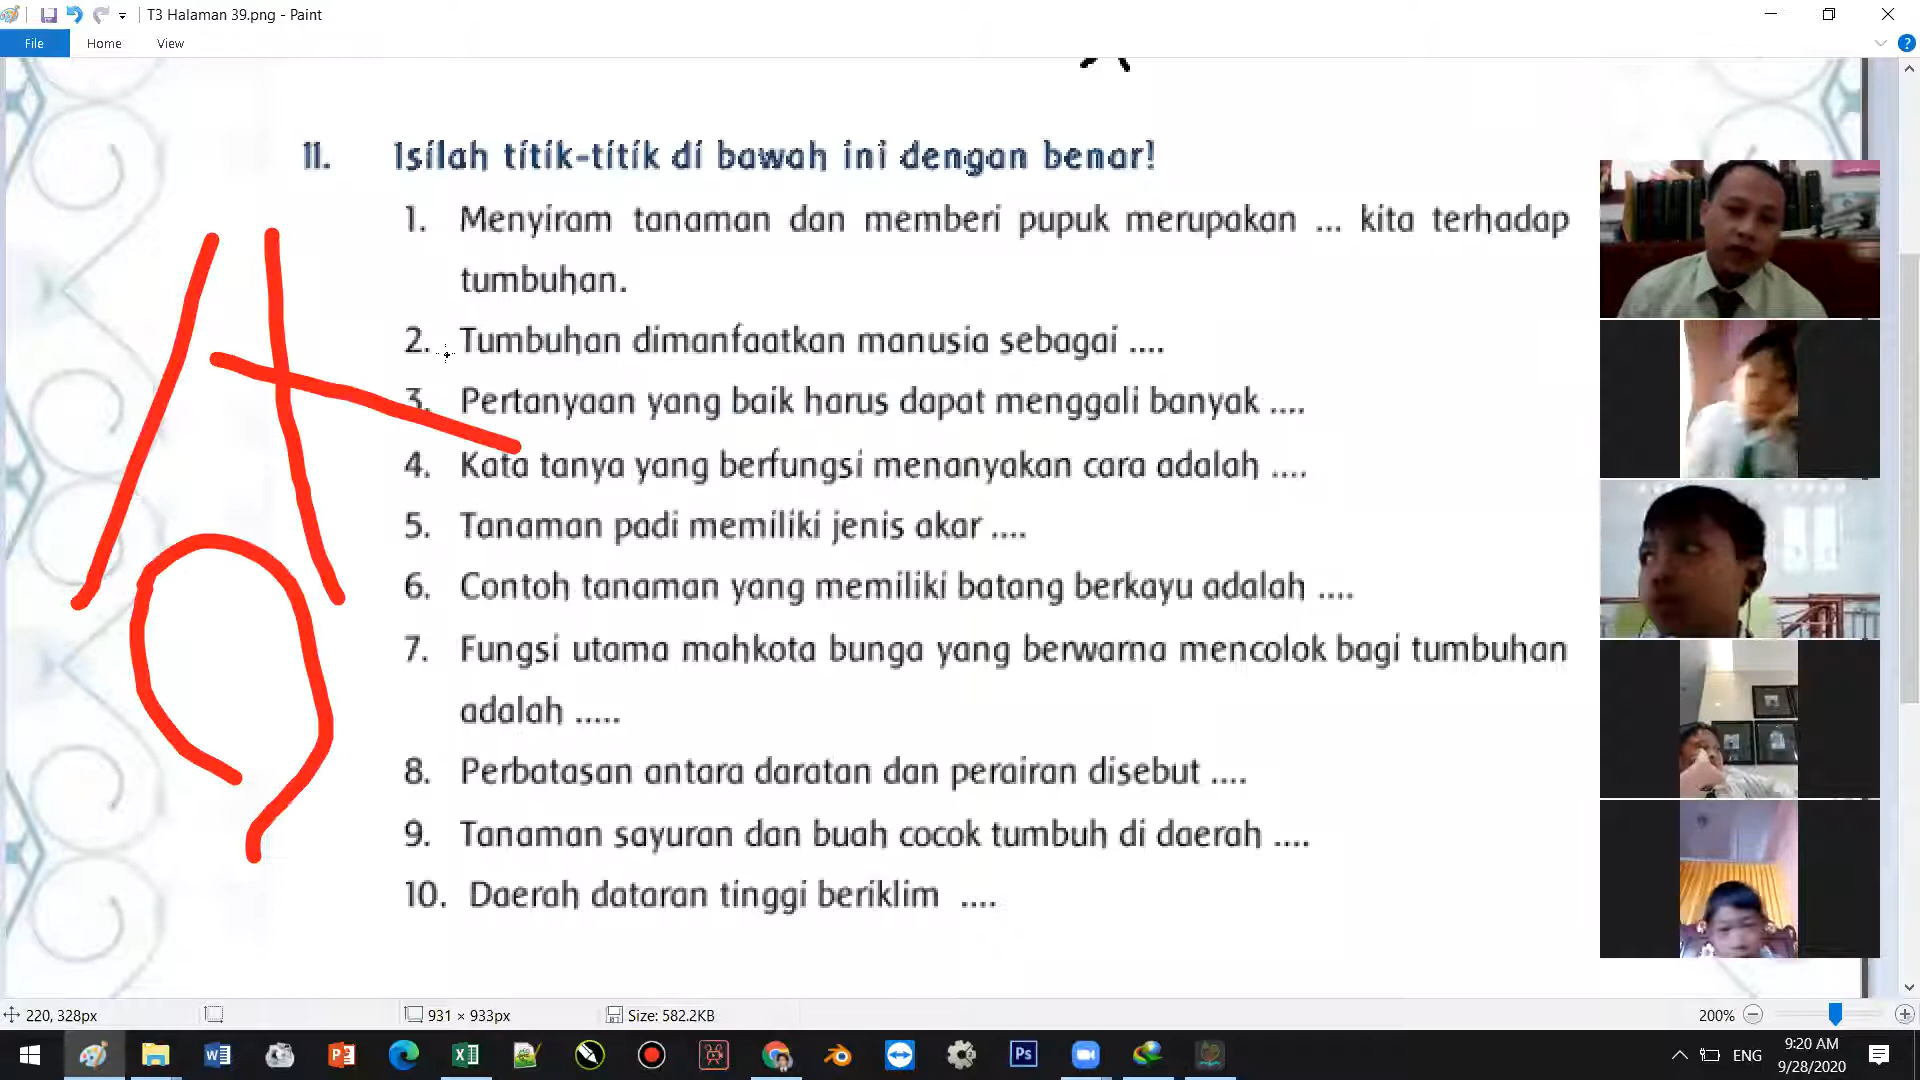 T3 Halaman 39.png - Paint
File Home View
11. Isilah titik-titik di bawah ini dengan benar!
1. Menyiram tanaman dan memberi pupuk merupakan ... kita terhadap
tumbuhan.
2. Tumbuhan dimanfaatkan manusia sebagai ....
3. Pertanyaan yang baik harus dapat menggali banyak ....
4. Kata tanya yang berfungsi menanyakan cara adalah ....
5. Tanaman padi memiliki jenis akar ....
6. Contoh tanaman yang memiliki batang berkayu adalah ....
7. Fungsi utama mahkota bunga yang berwarna mencolok bagi tumbuhan
adalah .....
8. Perbatasan antara daratan dan perairan disebut ....
9. Tanaman sayuran dan buah cocok tumbuh di daerah ....
10. Daerah dataran tinggi beriklim ....
220, 328px 931 × 933px Size: 582.2KB 200%
ENG 9:20 AM
9/28/2020